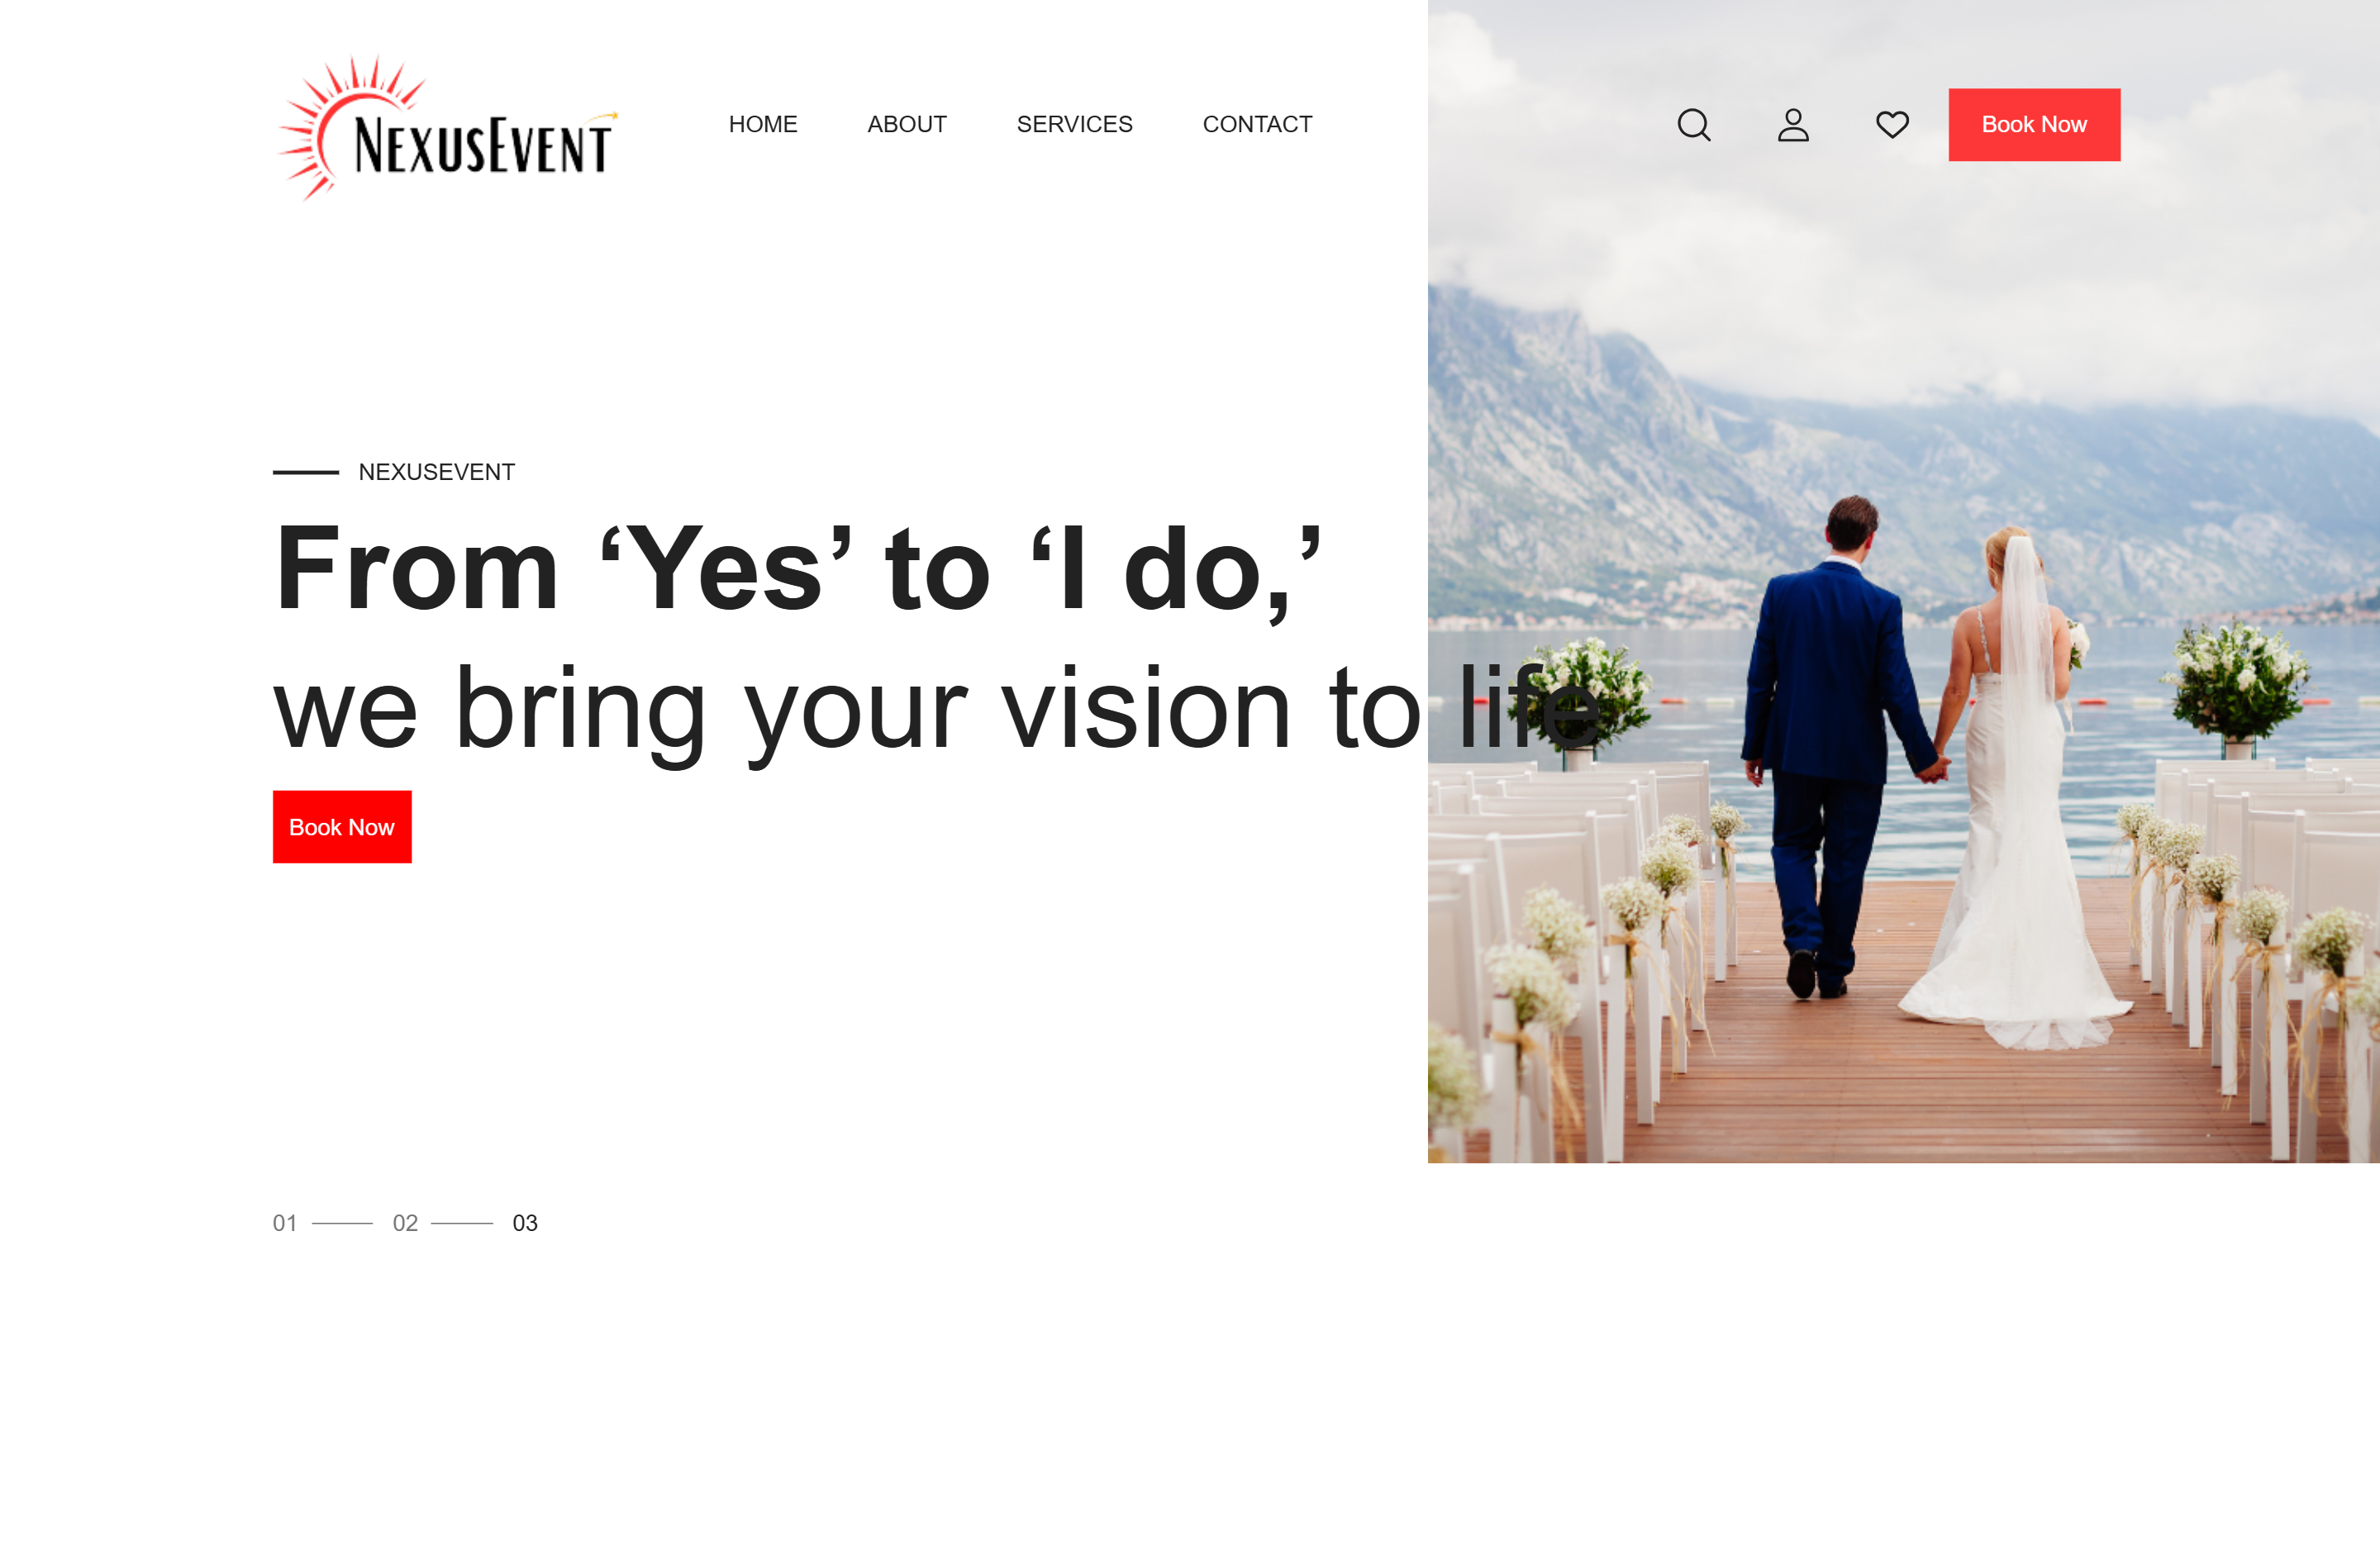 NEXUSEVENT
HOME ABOUT SERVICES CONTACT Book Now
NEXUSEVENT
From ‘Yes’ to ‘I do,’
we bring your vision to life
Book Now
01 02 03